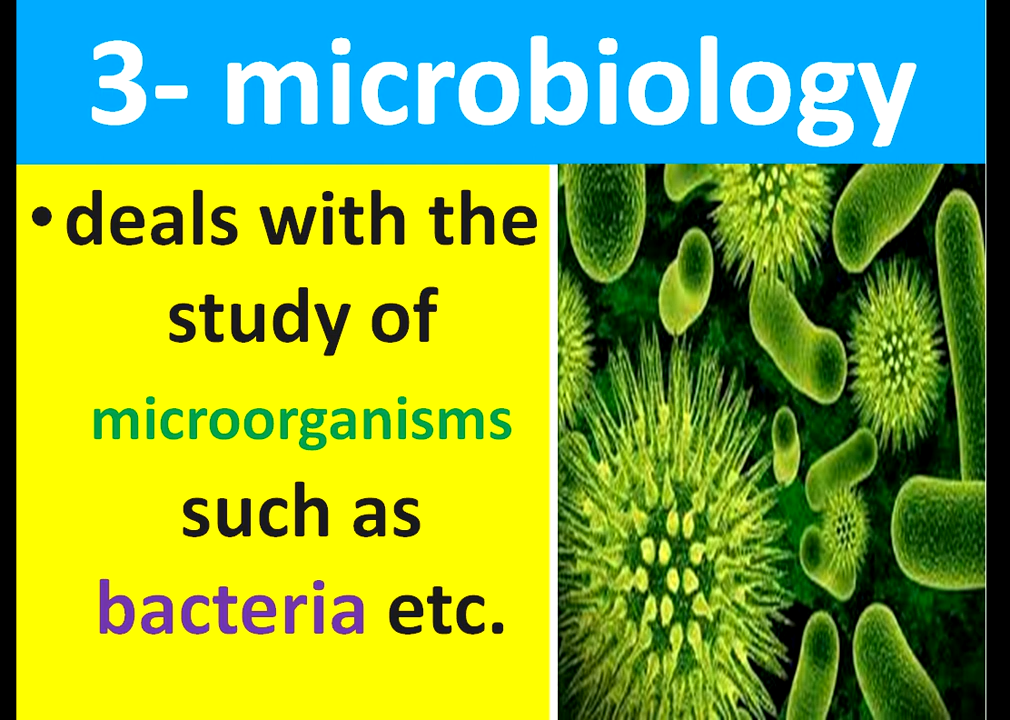 3- microbiology
• deals with the
study of
microorganisms
such as
bacteria etc.